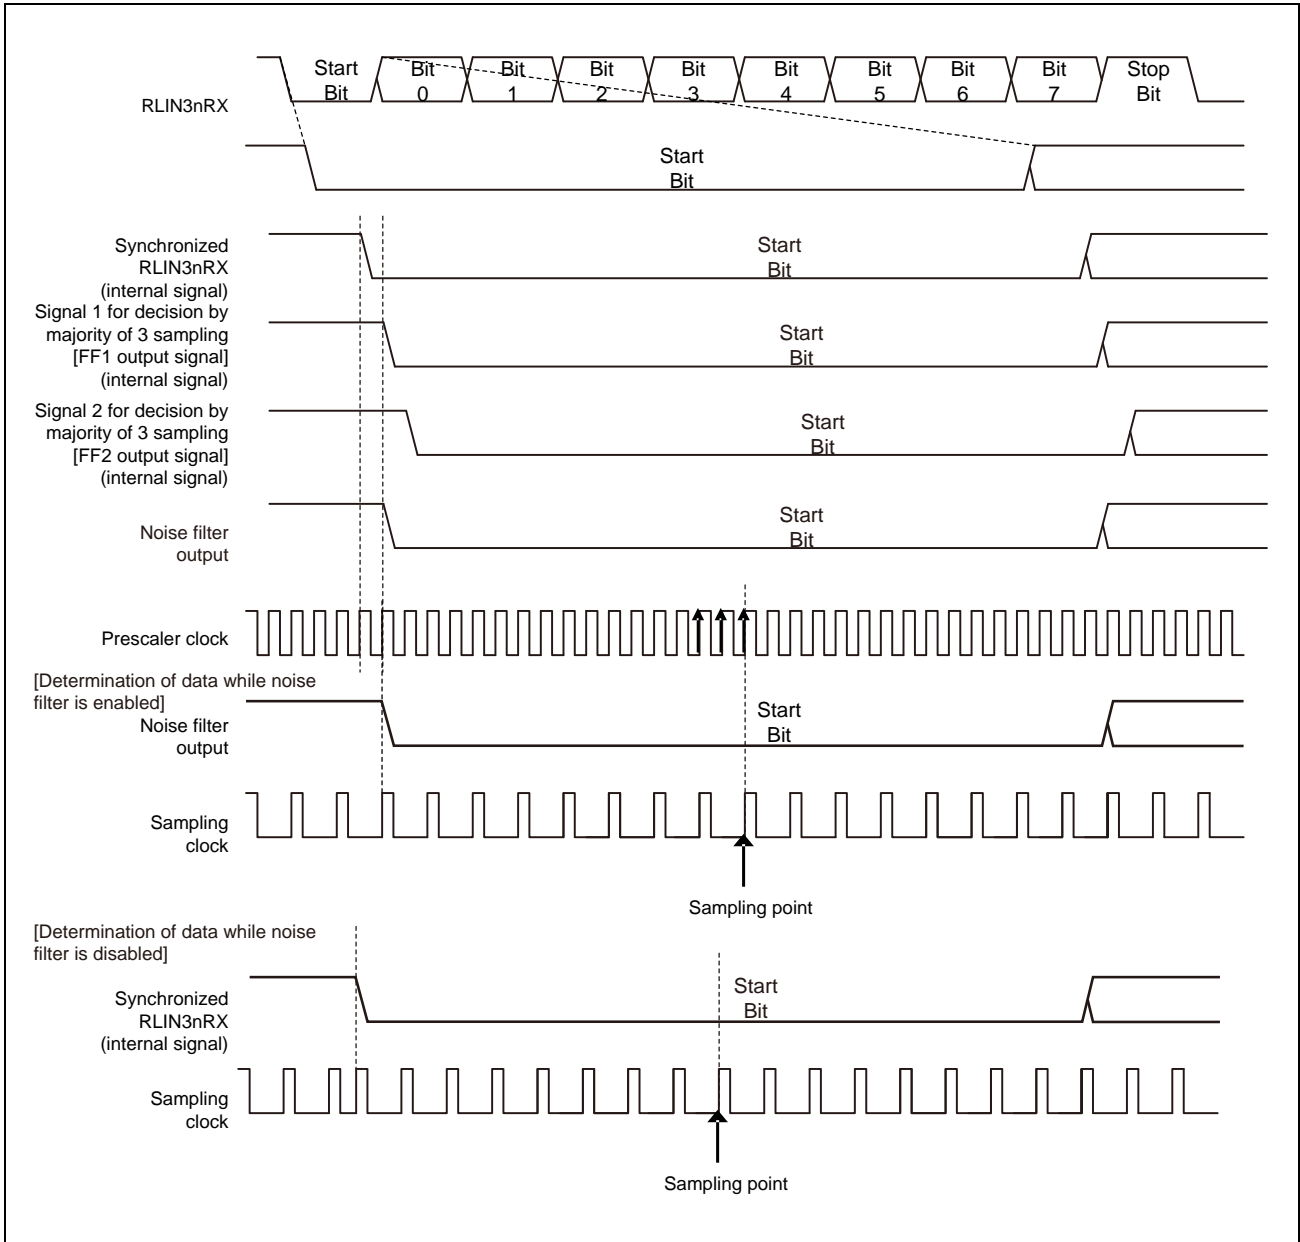 Start
Bit
Bit
0
Bit
1
Bit
2
Bit
3
Bit
4
Bit
5
Bit
6
Bit
7
Stop
Bit
RLIN3nRX
Start
Bit
Synchronized
RLIN3nRX
(internal signal)
Start
Bit
Signal 1 for decision by
majority of 3 sampling
[FF1 output signal]
(internal signal)
Start
Bit
Signal 2 for decision by
majority of 3 sampling
[FF2 output signal]
(internal signal)
Start
Bit
Noise filter
output
Start
Bit
Prescaler clock
[Determination of data while noise
filter is enabled]
Noise filter
output
Start
Bit
Sampling
clock
Sampling point
[Determination of data while noise
filter is disabled]
Synchronized
RLIN3nRX
(internal signal)
Start
Bit
Sampling
clock
Sampling point